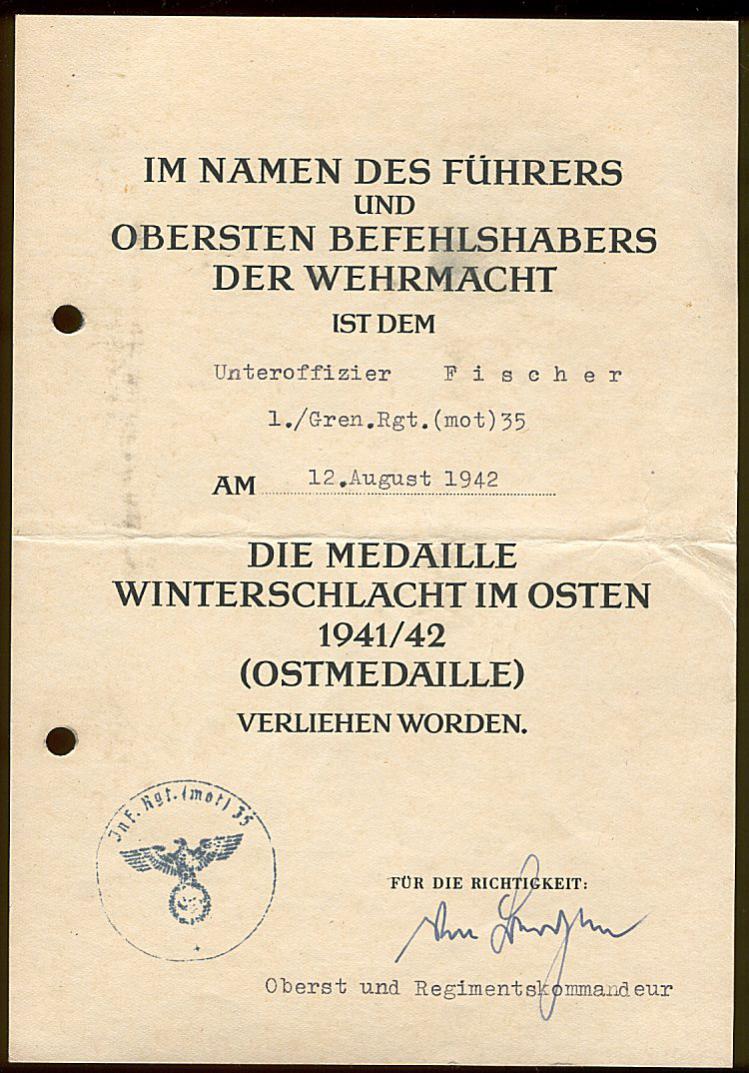 IM NAMEN DES FÜHRERS
UND
OBERSTEN BEFEHLSHABERS
DER WEHRMACHT
IST DEM
Unteroffizier F i s c h e r
1./Gren.Rgt.(mot)35
AM 12.August 1942
DIE MEDAILLE
WINTERSCHLACHT IM OSTEN
1941/42
(OSTMEDAILLE)
VERLIEHEN WORDEN.
Inf. Rgt. (mot) 35
FÜR DIE RICHTIGKEIT:
Oberst und Regimentskommandeur